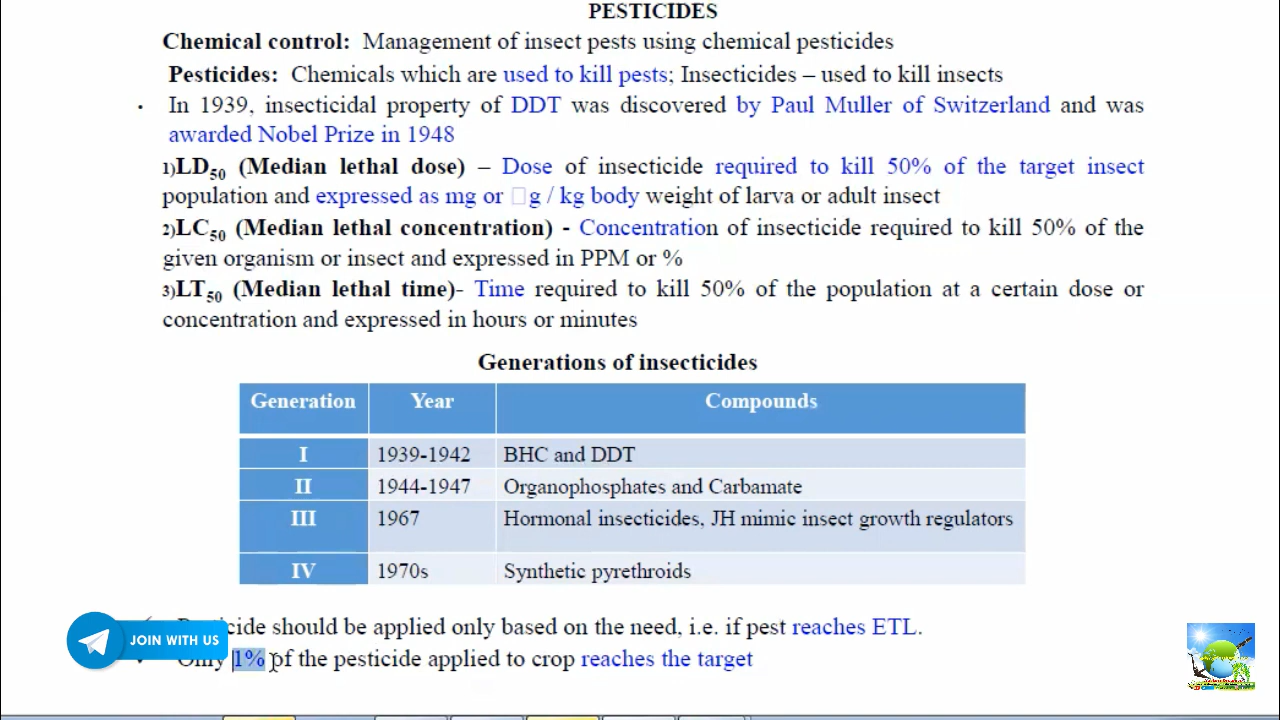 PESTICIDES
Chemical control: Management of insect pests using chemical pesticides
Pesticides: Chemicals which are used to kill pests; Insecticides – used to kill insects
• In 1939, insecticidal property of DDT was discovered by Paul Muller of Switzerland and was
awarded Nobel Prize in 1948
1)LD50 (Median lethal dose) – Dose of insecticide required to kill 50% of the target insect
population and expressed as mg or □g / kg body weight of larva or adult insect
2)LC50 (Median lethal concentration) - Concentration of insecticide required to kill 50% of the
given organism or insect and expressed in PPM or %
3)LT50 (Median lethal time)- Time required to kill 50% of the population at a certain dose or
concentration and expressed in hours or minutes
Generations of insecticides
Generation Year Compounds
I 1939-1942 BHC and DDT
II 1944-1947 Organophosphates and Carbamate
III 1967 Hormonal insecticides, JH mimic insect growth regulators
IV 1970s Synthetic pyrethroids
should be applied only based on the need, i.e. if pest reaches ETL.
JOIN WITH US
Only 1% of the pesticide applied to crop reaches the target